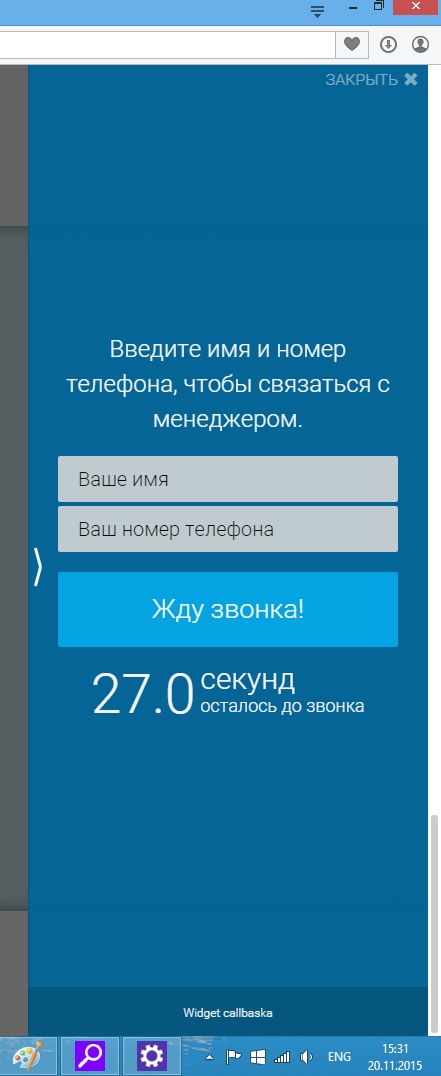 ЗАКРЫТЬ
Введите имя и номер
телефона, чтобы связаться с
менеджером.
Ваше имя
Ваш номер телефона
Жду звонка!
27.0 секунд
осталось до звонка
Widget callbaska
ENG
15:31
20.11.2015